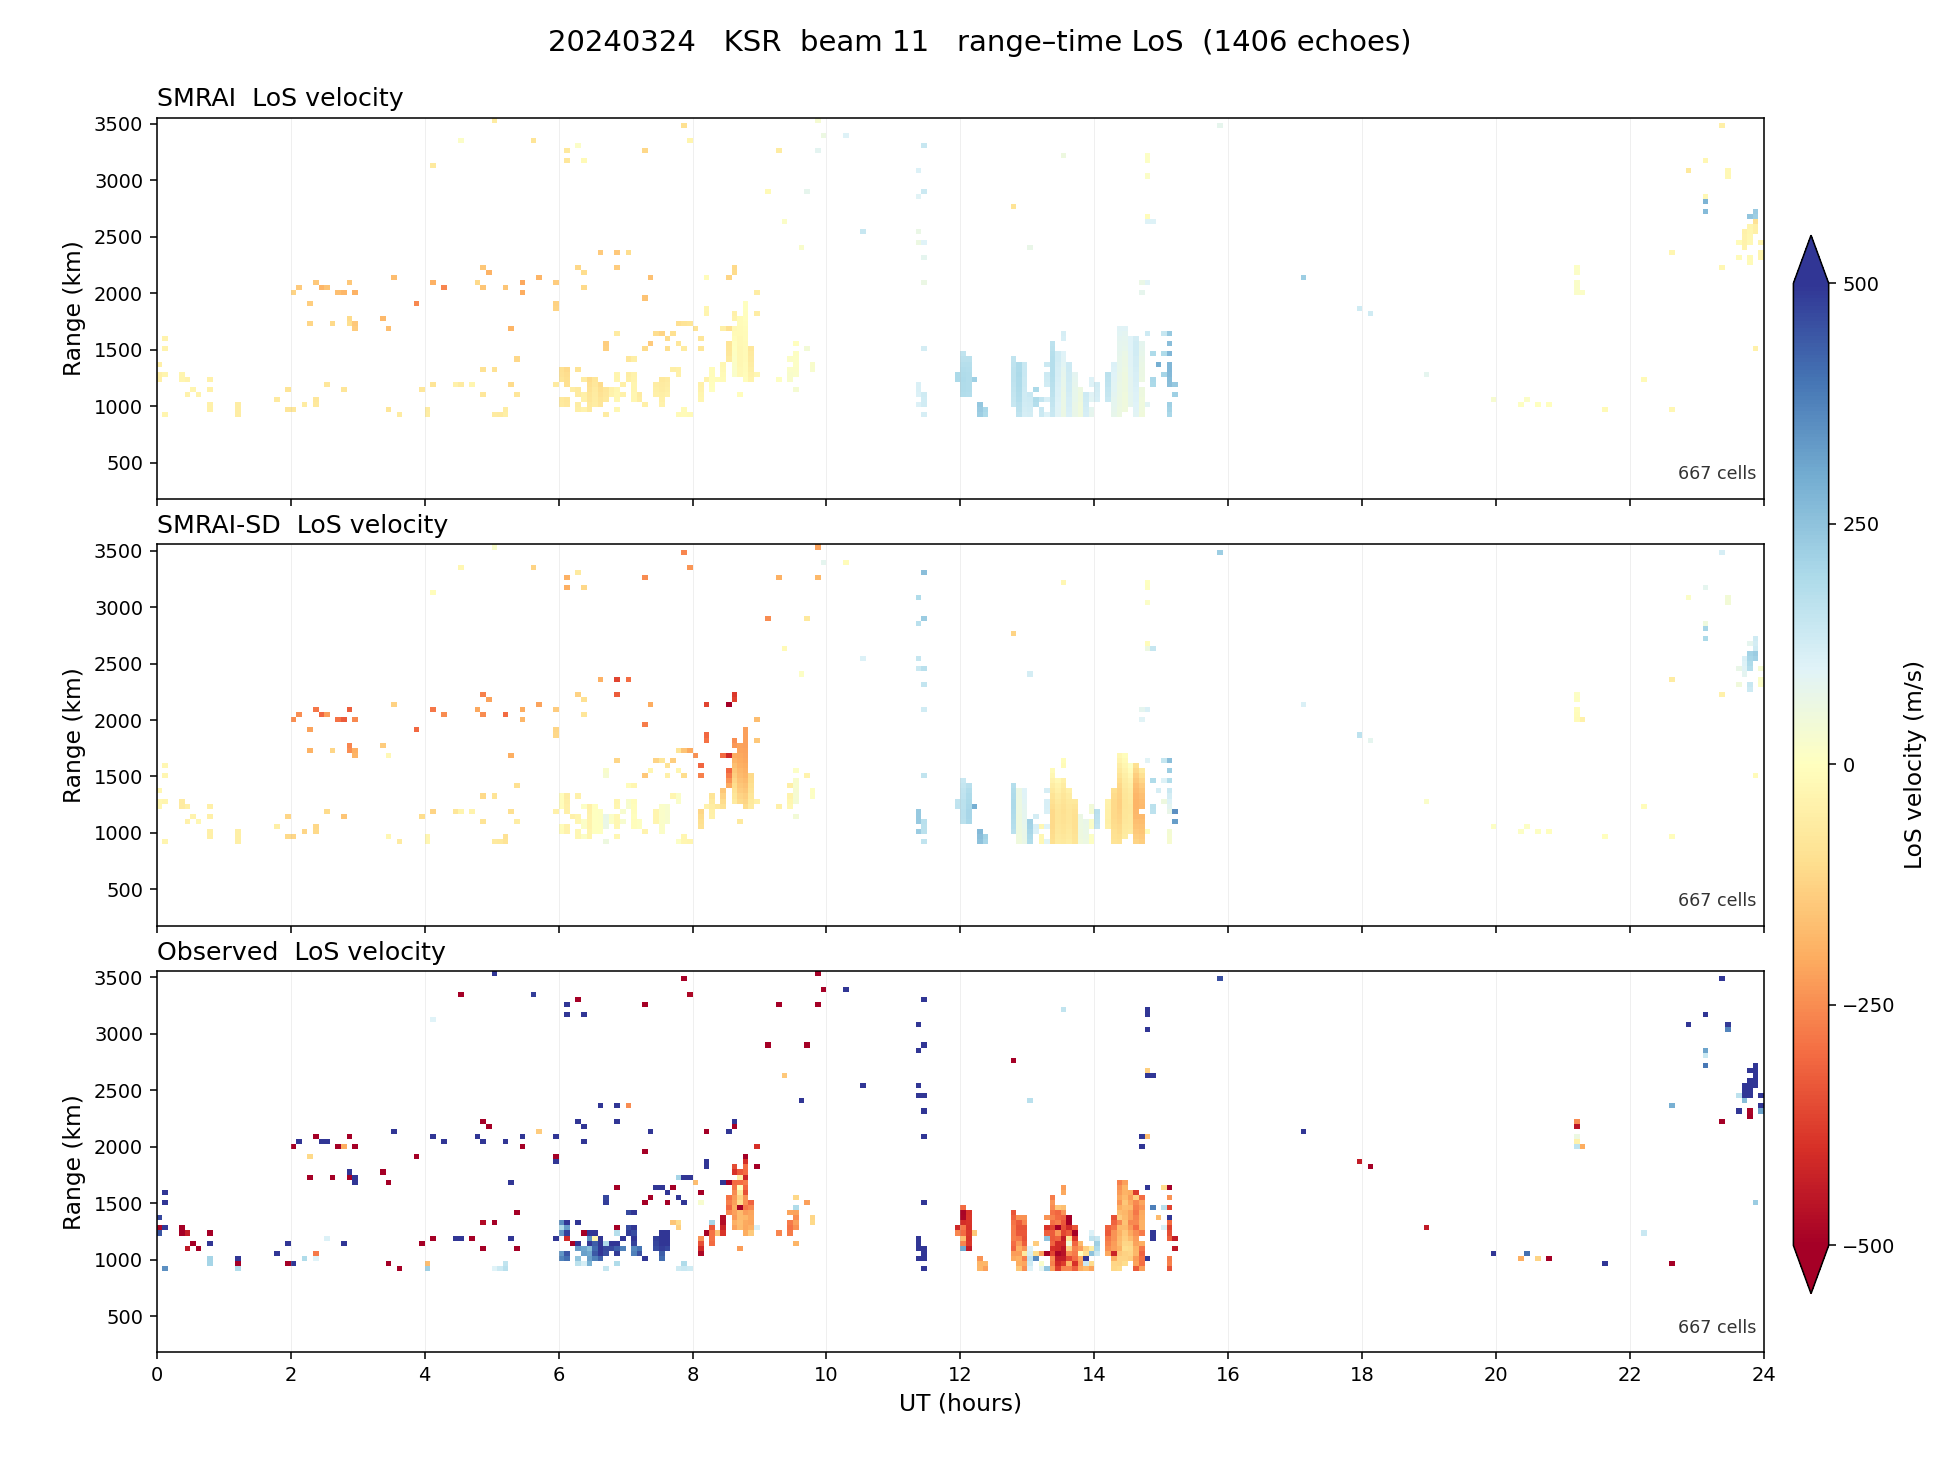 20240324   KSR  beam 11   range–time LoS  (1406 echoes)
SMRAI  LoS velocity
3500
3000
2500
2000
1500
1000
500
Range (km)
667 cells
SMRAI-SD  LoS velocity
3500
3000
2500
2000
1500
1000
500
Range (km)
667 cells
Observed  LoS velocity
3500
3000
2500
2000
1500
1000
500
Range (km)
667 cells
0 2 4 6 8 10 12 14 16 18 20 22 24
UT (hours)
500
250
0
−250
−500
LoS velocity (m/s)